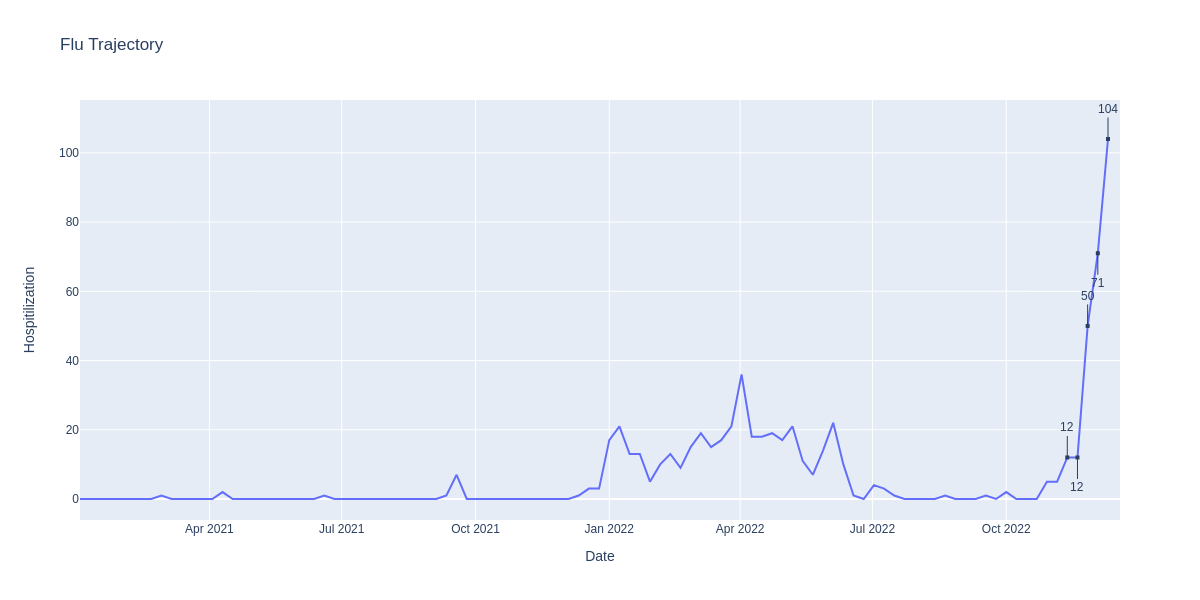 Flu Trajectory
Hospitilization
100
80
60
40
20
0
104
71
50
12
12
Apr 2021
Jul 2021
Oct 2021
Jan 2022
Apr 2022
Jul 2022
Oct 2022
Date